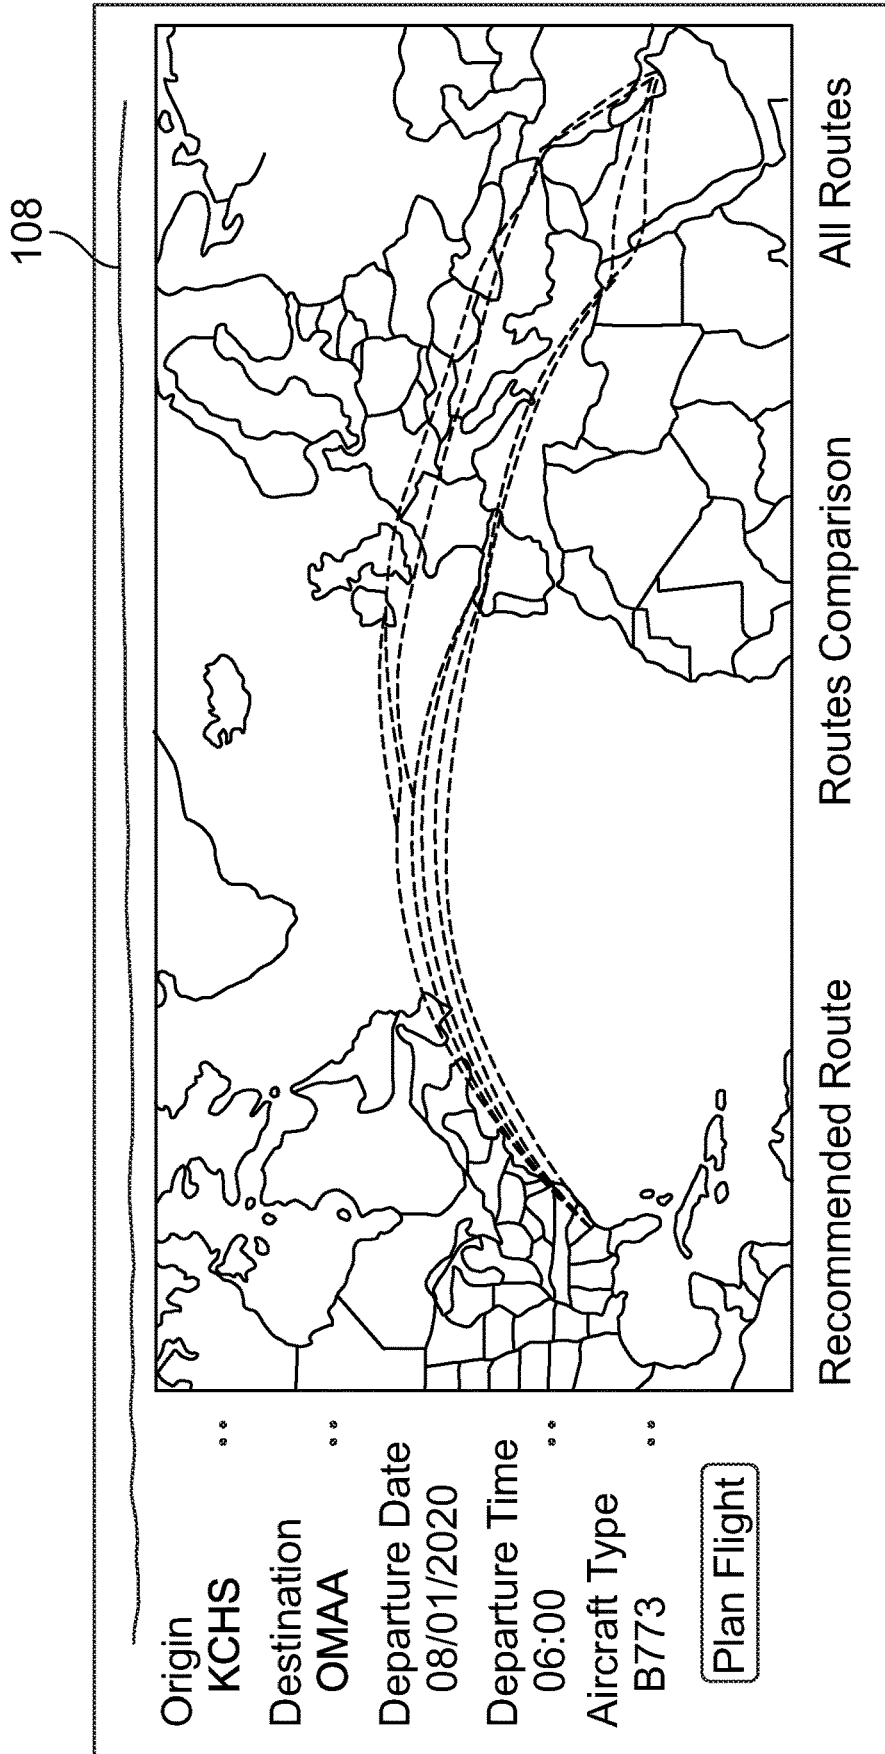 108
Origin
KCHS
Destination
OMAA
Departure Date
08/01/2020
Departure Time
06:00
Aircraft Type
B773
Plan Flight
Recommended Route
Routes Comparison
All Routes